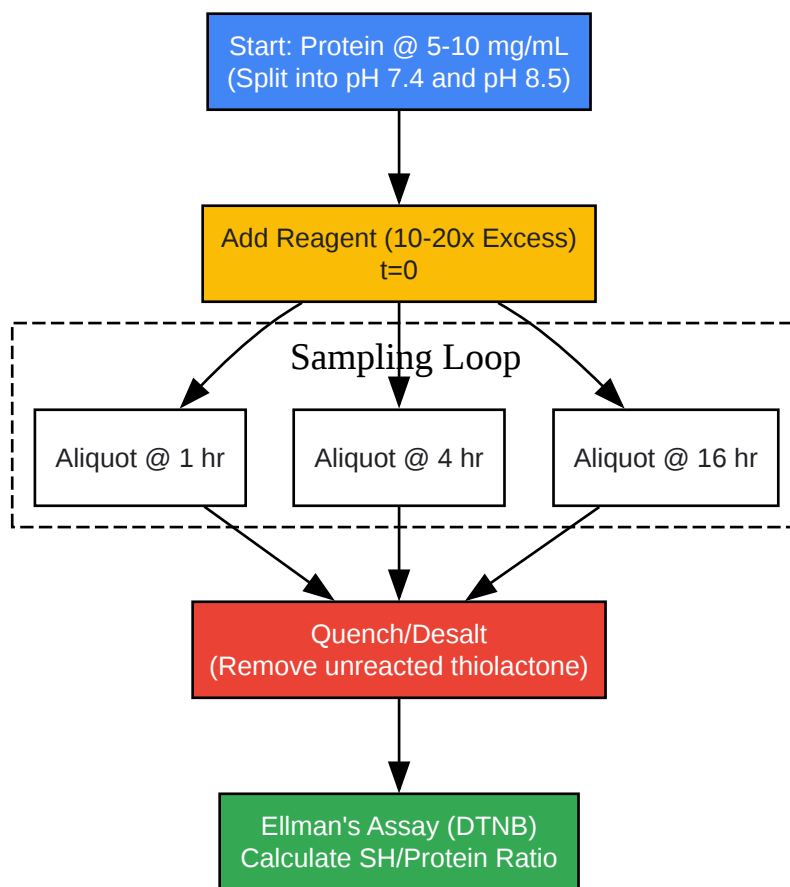 Start: Protein @ 5-10 mg/mL
(Split into pH 7.4 and pH 8.5)
Add Reagent (10-20x Excess)
t=0
Sampling Loop
Aliquot @ 1 hr
Aliquot @ 4 hr
Aliquot @ 16 hr
Quench/Desalt
(Remove unreacted thiolactone)
Ellman's Assay (DTNB)
Calculate SH/Protein Ratio